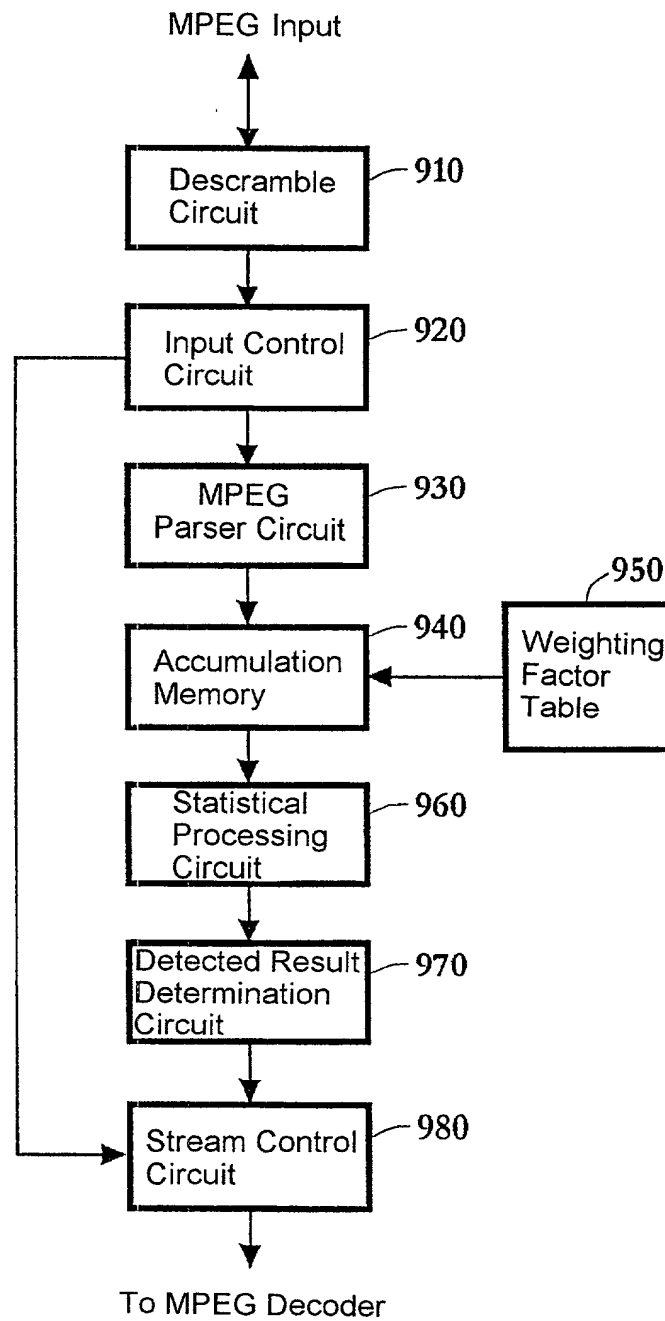 MPEG Input
Descramble
Circuit
910
Input Control
Circuit
920
MPEG
Parser Circuit
930
Accumulation
Memory
940
Weighting
Factor
Table
950
Statistical
Processing
Circuit
960
Detected Result
Determination
Circuit
970
Stream Control
Circuit
980
To MPEG Decoder